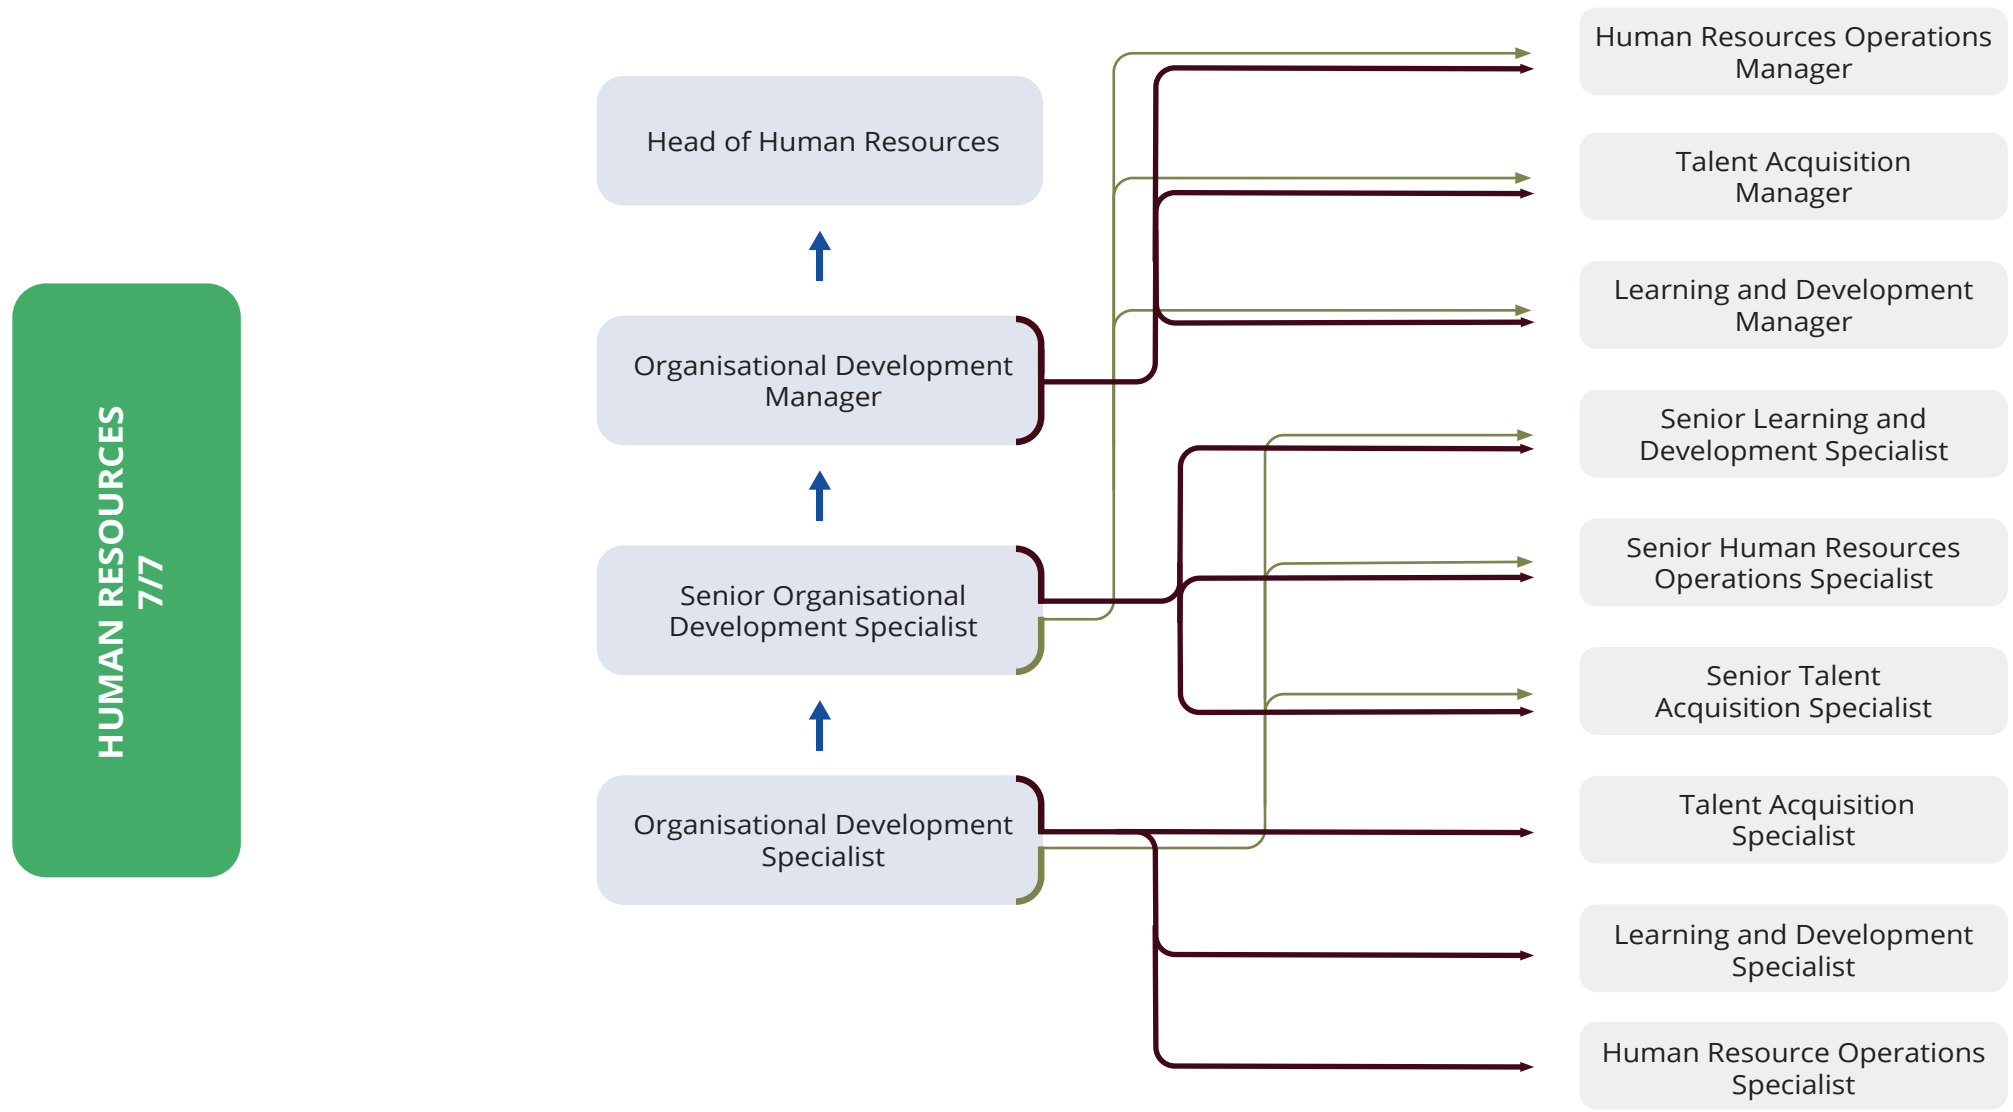 HUMAN RESOURCES
7/7
Head of Human Resources
Organisational Development
Manager
Senior Organisational
Development Specialist
Organisational Development
Specialist
Human Resources Operations
Manager
Talent Acquisition
Manager
Learning and Development
Manager
Senior Learning and
Development Specialist
Senior Human Resources
Operations Specialist
Senior Talent
Acquisition Specialist
Talent Acquisition
Specialist
Learning and Development
Specialist
Human Resource Operations
Specialist